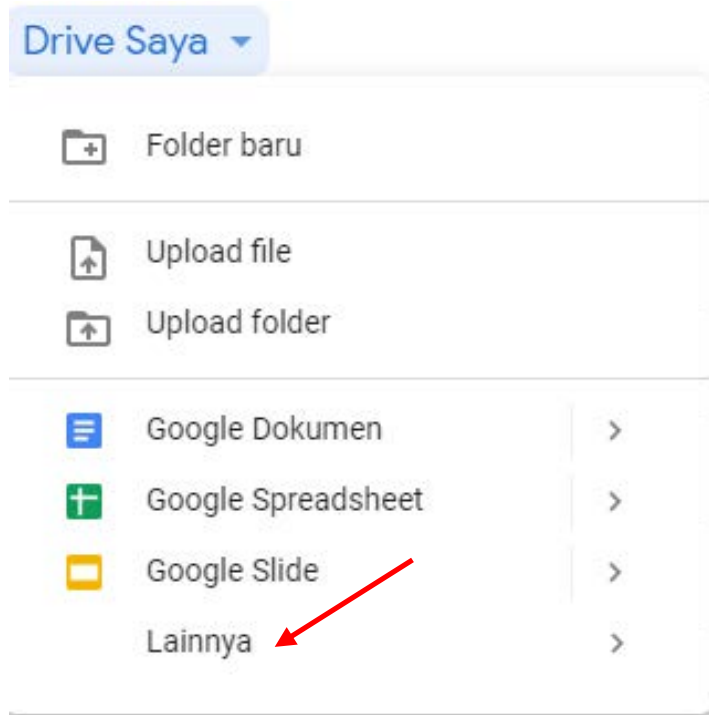 Drive Saya
Folder baru
Upload file
Upload folder
Google Dokumen
Google Spreadsheet
Google Slide
Lainnya